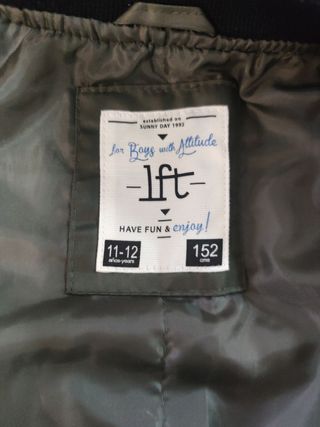 established on
SUNNY DAY 1993
for Boys with Attitude
lft
HAVE FUN & enjoy!
11-12
años-years
152
cms